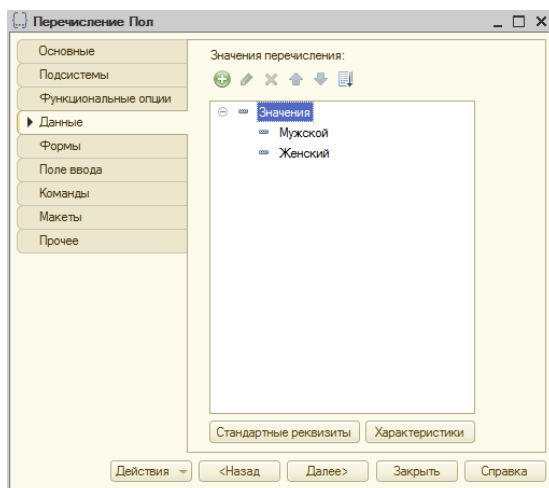 Перечисление Пол
Основные
Подсистемы
Функциональные опции
Данные
Формы
Поле ввода
Команды
Макеты
Прочее
Значения перечисления:
Значения
Мужской
Женский
Стандартные реквизиты Характеристики
Действия <Назад Далее> Закрыть Справка